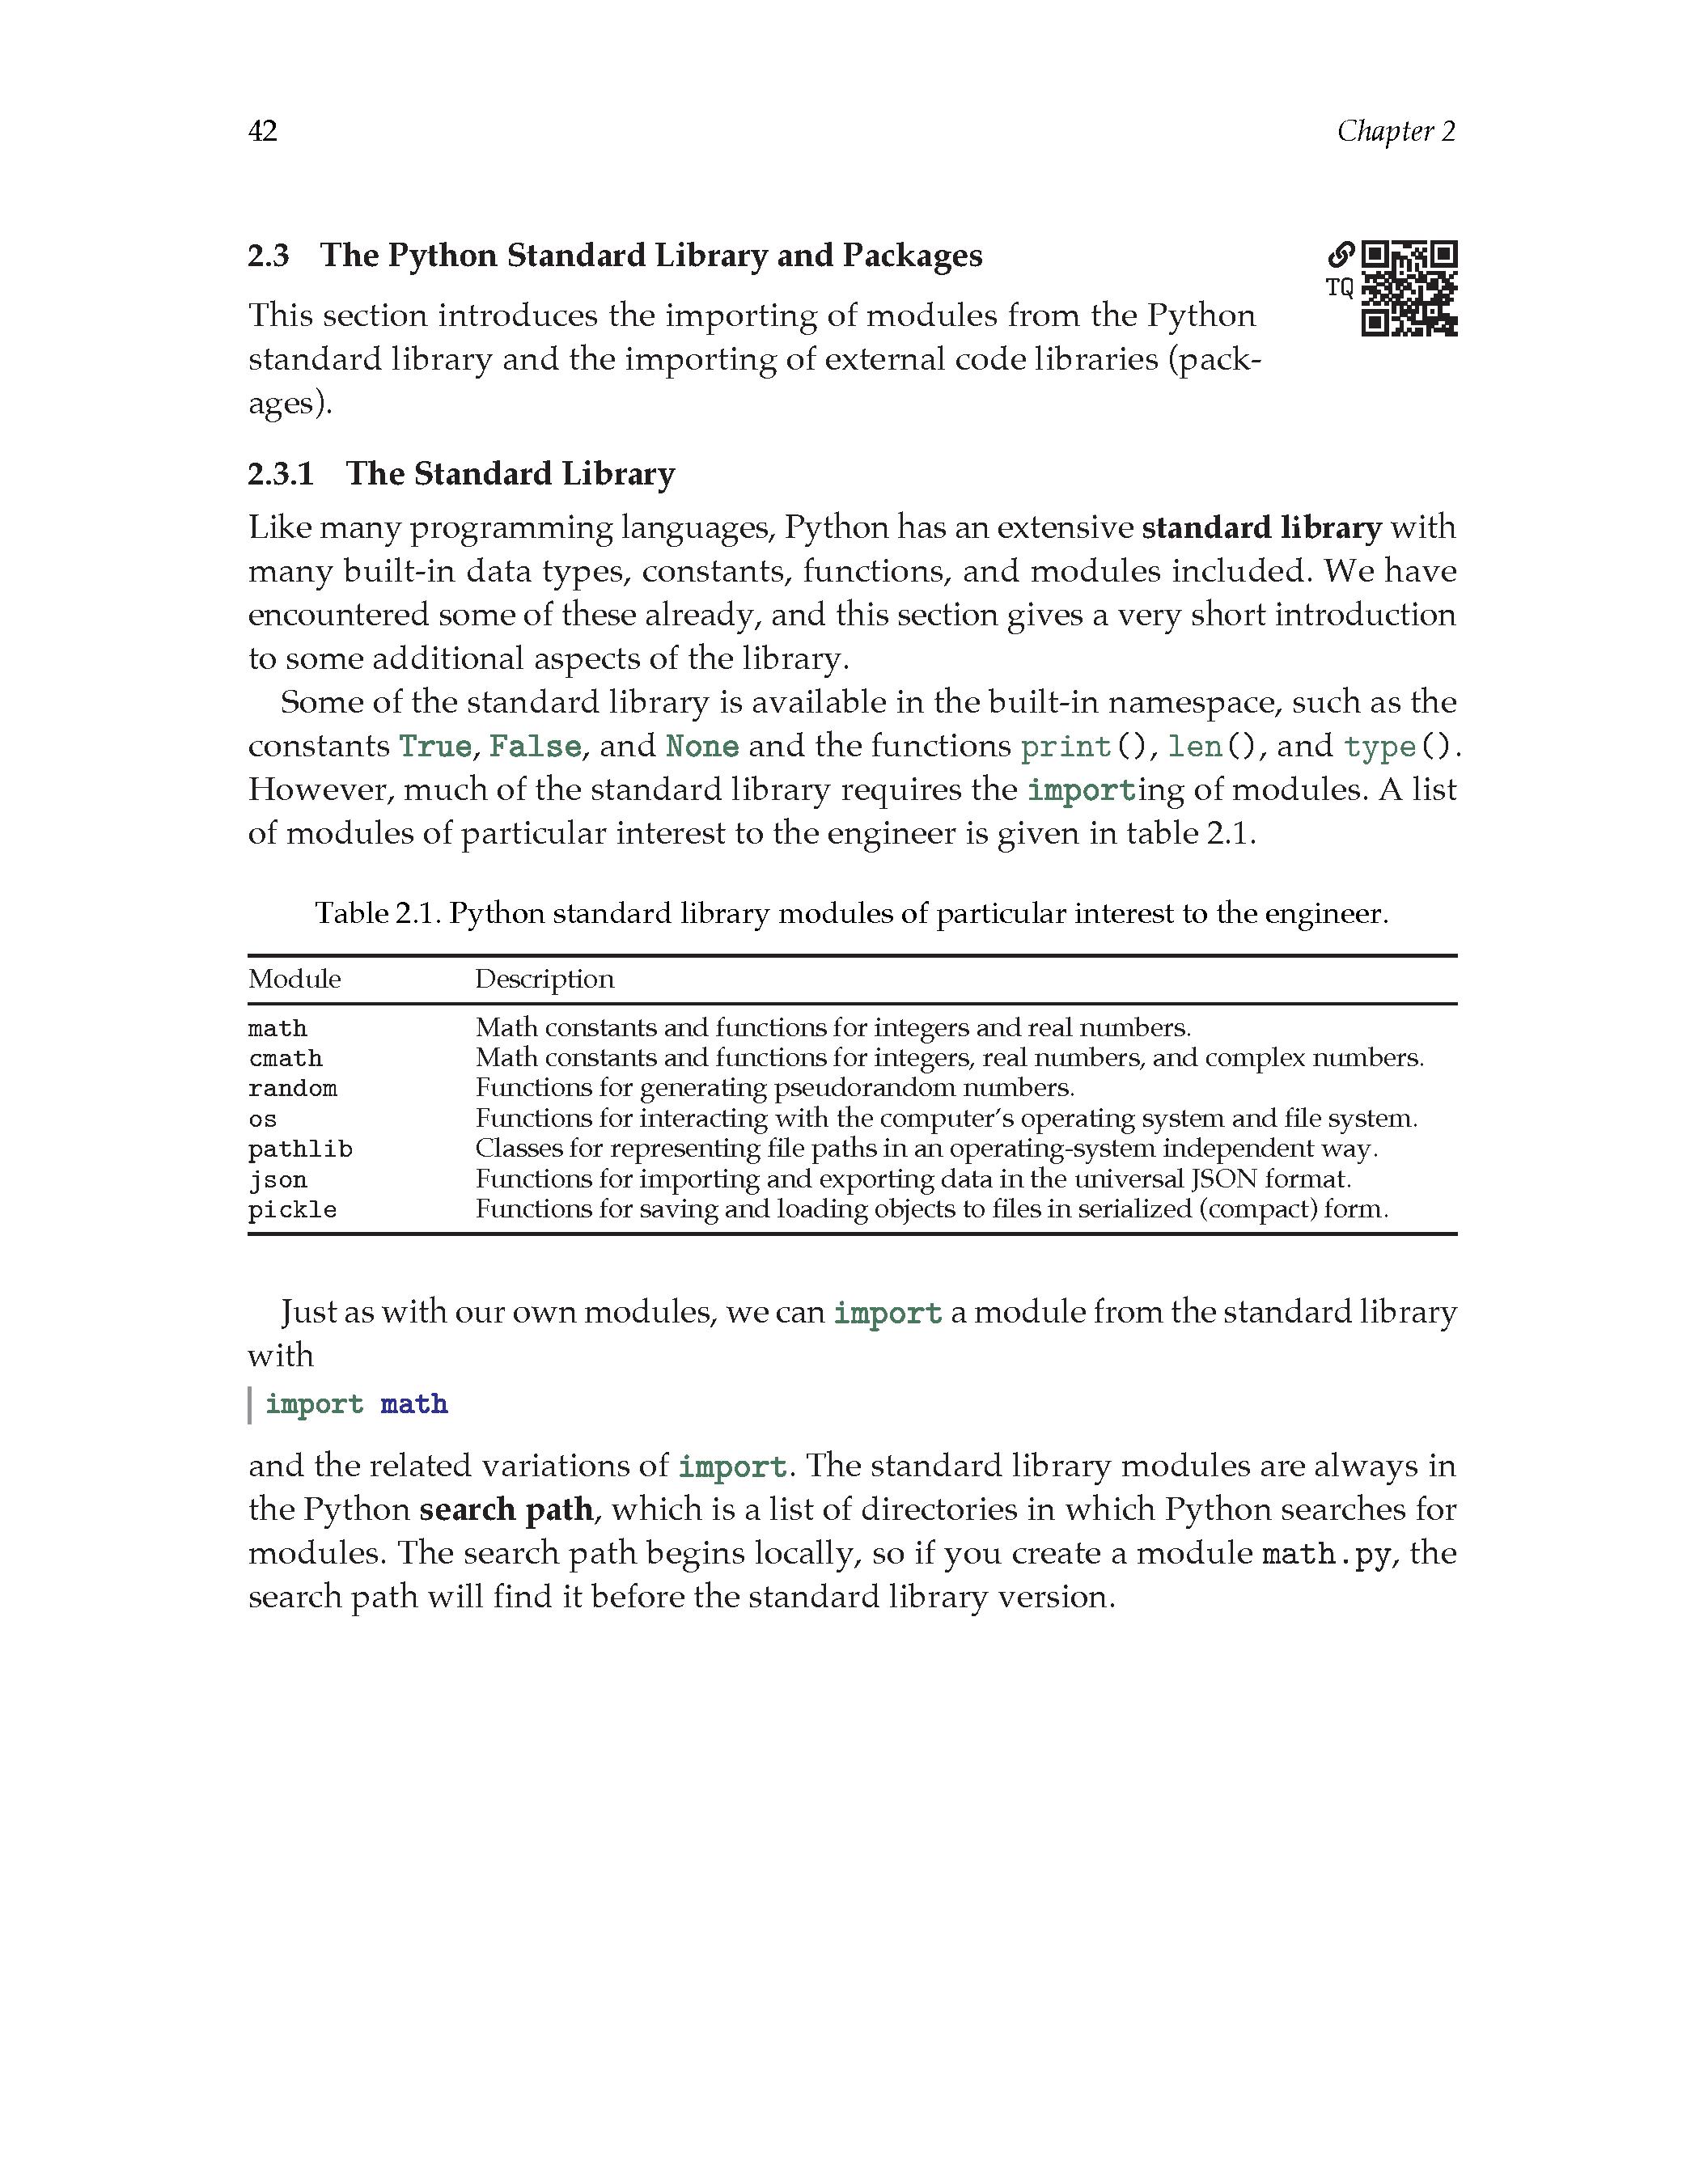 42
Chapter 2
2.3 The Python Standard Library and Packages
TQ
This section introduces the importing of modules from the Python
standard library and the importing of external code libraries (pack-
ages).
2.3.1 The Standard Library
Like many programming languages, Python has an extensive standard library with
many built-in data types, constants, functions, and modules included. We have
encountered some of these already, and this section gives a very short introduction
to some additional aspects of the library.
Some of the standard library is available in the built-in namespace, such as the
constants True, False, and None and the functions print(), len(), and type().
However, much of the standard library requires the importing of modules. A list
of modules of particular interest to the engineer is given in table 2.1.
Table 2.1. Python standard library modules of particular interest to the engineer.
Module Description
math Math constants and functions for integers and real numbers.
cmath Math constants and functions for integers, real numbers, and complex numbers.
random Functions for generating pseudorandom numbers.
os Functions for interacting with the computer's operating system and file system.
pathlib Classes for representing file paths in an operating-system independent way.
json Functions for importing and exporting data in the universal JSON format.
pickle Functions for saving and loading objects to files in serialized (compact) form.
Just as with our own modules, we can import a module from the standard library
with
import math
and the related variations of import. The standard library modules are always in
the Python search path, which is a list of directories in which Python searches for
modules. The search path begins locally, so if you create a module math.py, the
search path will find it before the standard library version.